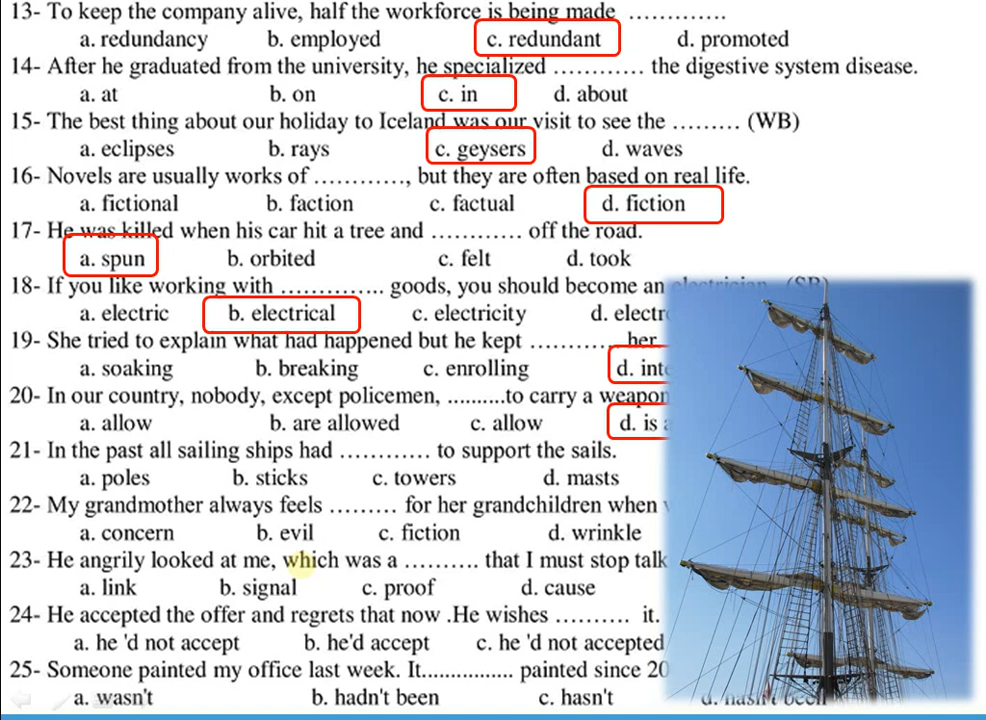 13- To keep the company alive, half the workforce is being made ………….
a. redundancy b. employed c. redundant d. promoted
14- After he graduated from the university, he specialized ………… the digestive system disease.
a. at b. on c. in d. about
15- The best thing about our holiday to Iceland was our visit to see the ……… (WB)
a. eclipses b. rays c. geysers d. waves
16- Novels are usually works of …………, but they are often based on real life.
a. fictional b. faction c. factual d. fiction
17- He was killed when his car hit a tree and ………… off the road.
a. spun b. orbited c. felt d. took
18- If you like working with ………….. goods, you should become an electrician. (SB)
a. electric b. electrical c. electricity d.
19- She tried to explain what had happened but he kept ………… her
a. soaking b. breaking c. enrolling d.
20- In our country, nobody, except policemen, ..........to carry a weapon
a. allow b. are allowed c. allow d. is
21- In the past all sailing ships had ………… to support the sails.
a. poles b. sticks c. towers d. masts
22- My grandmother always feels ……… for her grandchildren when
a. concern b. evil c. fiction d. wrinkle
23- He angrily looked at me, which was a ………. that I must stop talk
a. link b. signal c. proof d. cause
24- He accepted the offer and regrets that now .He wishes ………. it.
a. he 'd not accept b. he'd accept c. he 'd not accepted
25- Someone painted my office last week. It................ painted since 20
a. wasn't b. hadn't been c. hasn't d. hasn't been